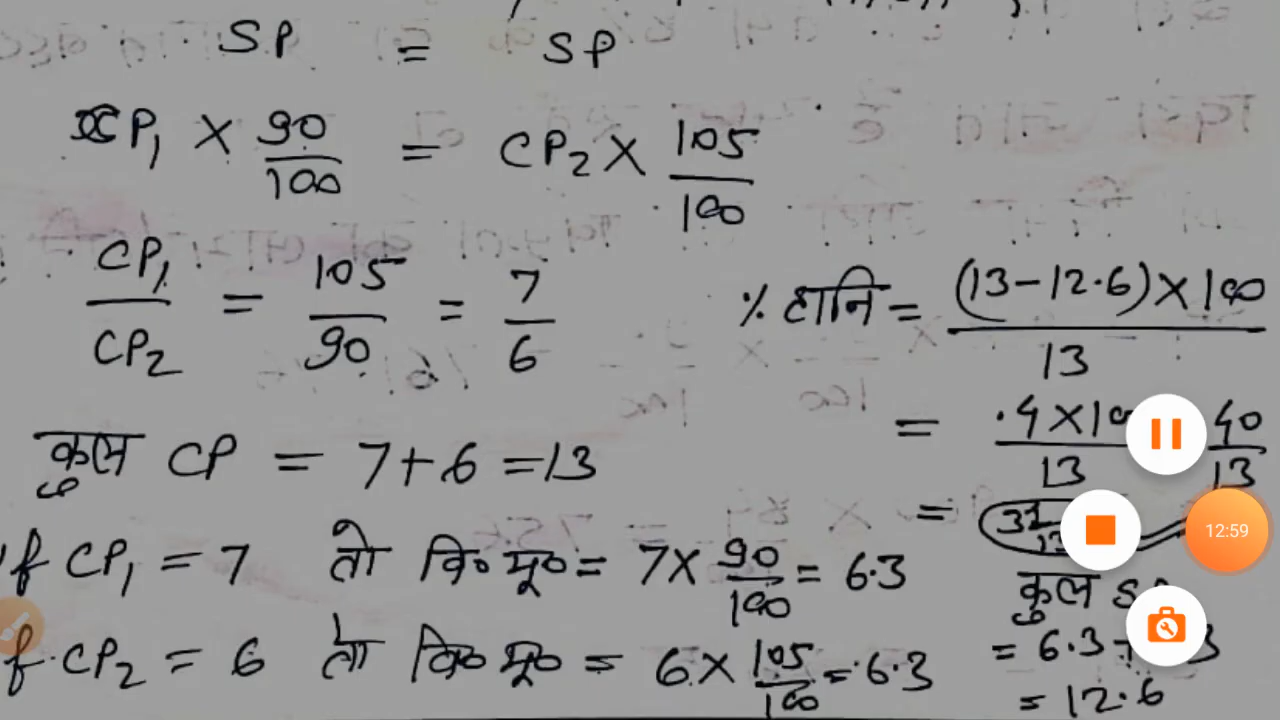 SP = SP
CP₁ × 90/100 = CP₂ × 105/100
CP₁/CP₂ = 105/90 = 7/6
कुल CP = 7+6 = 13
If CP₁ = 7 तो वि० मू० = 7 × 90/100 = 6.3
If CP₂ = 6 तो वि० मू० = 6 × 105/100 = 6.3
% हानि = (13-12.6) × 100/13
= .4 × 10 40/13
13
= 3
कुल S
= 6.3+ 3
= 12.6
12:59